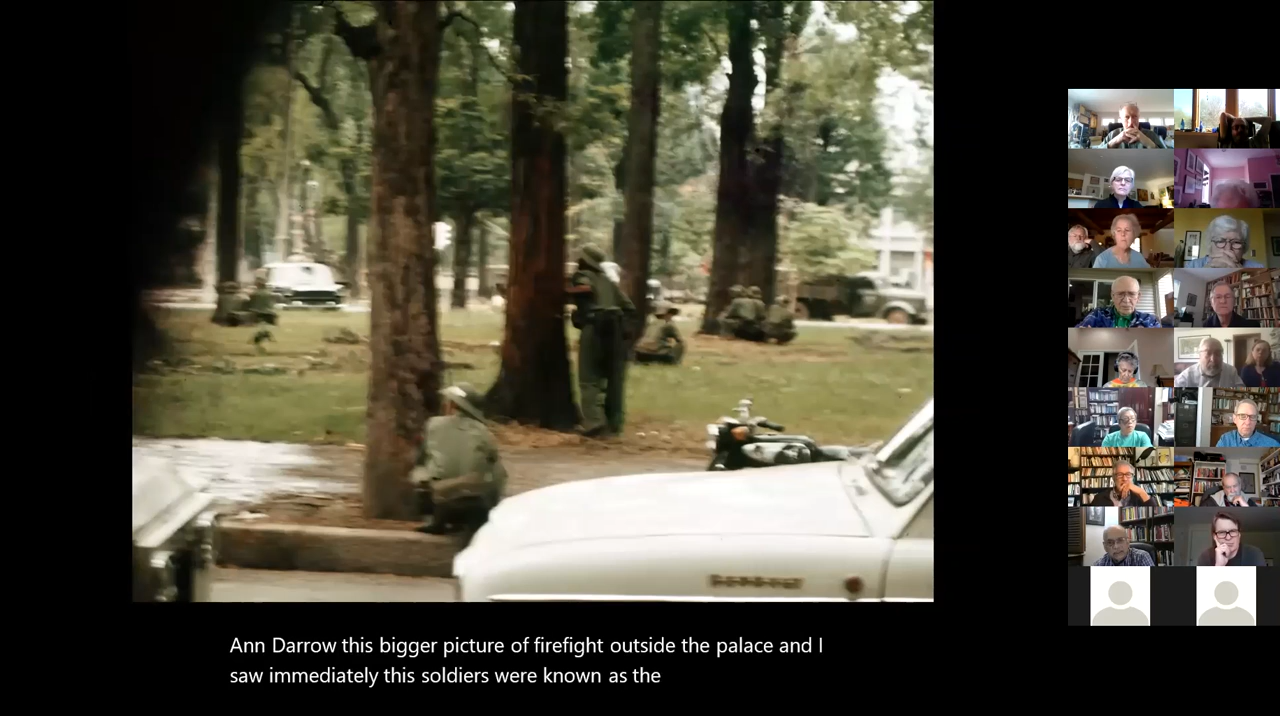 Ann Darrow this bigger picture of firefight outside the palace and I
saw immediately this soldiers were known as the